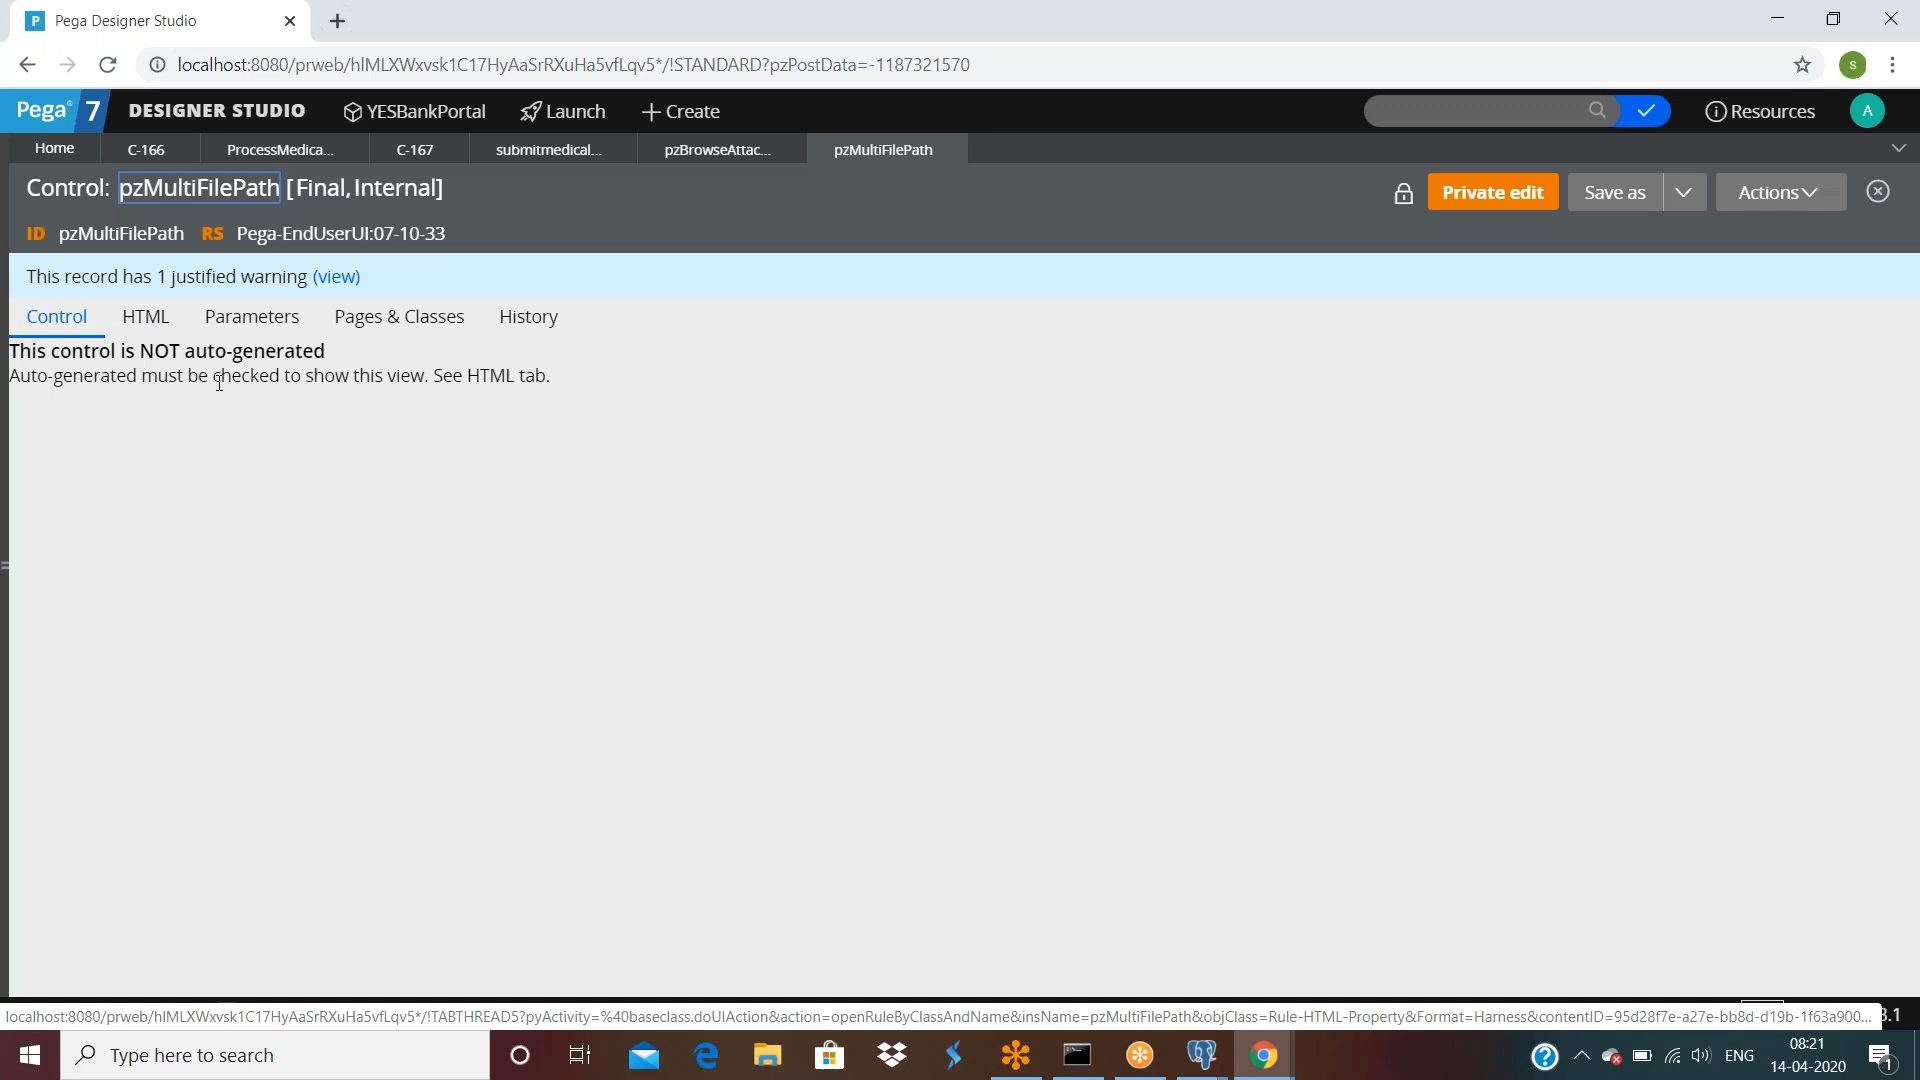 P Pega Designer Studio
localhost:8080/prweb/hIMLXWxvsk1C17HyAaSrRXuHa5vfLqv5*/!STANDARD?pzPostData=-1187321570
s
Pega 7 DESIGNER STUDIO YESBankPortal Launch Create Resources A
Home C-166 ProcessMedica... C-167 submitmedical... pzBrowseAttac... pzMultiFilePath
Control: pzMultiFilePath [Final,Internal] Private edit Save as Actions
ID pzMultiFilePath RS Pega-EndUserUI:07-10-33
This record has 1 justified warning (view)
Control HTML Parameters Pages & Classes History
This control is NOT auto-generated
Auto-generated must be checked to show this view. See HTML tab.
localhost:8080/prweb/hIMLXWxvsk1C17HyAaSrRXuHa5vfLqv5*/!TABTHREAD5?pyActivity=%40baseclass.doUIAction&action=openRuleByClassAndName&insName=pzMultiFilePath&objClass=Rule-HTML-Property&Format=Harness&contentID=95d28f7e-a27e-bb8d-d19b-1f63a900...
Type here to search ENG 08:21
14-04-2020
1